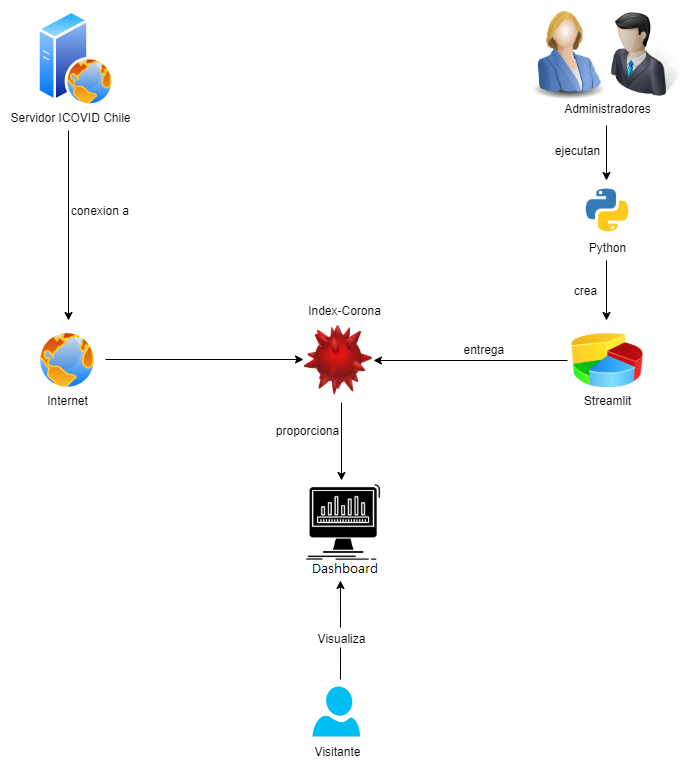 Servidor ICOVID Chile
Administradores
ejecutan
conexion a
Python
crea
Index-Corona
entrega
Internet
Streamlit
proporciona
Dashboard
Visualiza
Visitante